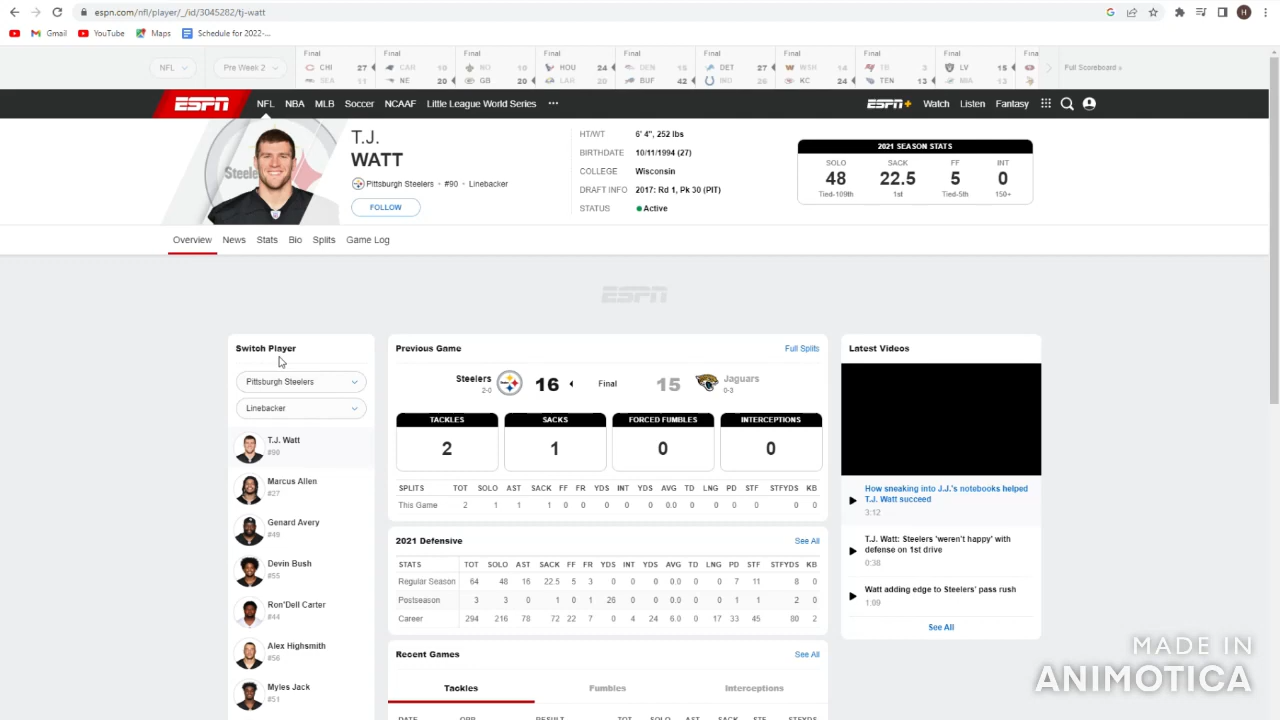 espn.com/nfl/player/_/id/3045282/tj-watt
Gmail YouTube Maps Schedule for 2022-...
Final Final Final Final Final Final Final Final Final Fina
NFL Pre Week 2 CHI 27 CAR 10 NO 10 HOU 24 DEN 15 DET 27 WSH 14 TB 3 LV 15 Full Scoreboard »
SEA 11 NE 20 GB 20 LAR 20 BUF 42 IND 26 KC 24 TEN 13 MIA 13
ESPN NFL NBA MLB Soccer NCAAF Little League World Series ... ESPN+ Watch Listen Fantasy
Steelers
T.J.
WATT
Pittsburgh Steelers • #90 • Linebacker
FOLLOW
HT/WT 6' 4", 252 lbs
BIRTHDATE 10/11/1994 (27)
COLLEGE Wisconsin
DRAFT INFO 2017: Rd 1, Pk 30 (PIT)
STATUS Active
2021 SEASON STATS
SOLO SACK FF INT
48 22.5 5 0
Tied-109th 1st Tied-5th 150+
Overview News Stats Bio Splits Game Log
ESPN
Switch Player
Pittsburgh Steelers
Linebacker
T.J. Watt
#90
Marcus Allen
#27
Genard Avery
#49
Devin Bush
#55
Ron'Dell Carter
#44
Alex Highsmith
#56
Myles Jack
#51
Previous Game Full Splits
Steelers 16 Final 15 Jaguars
2-0 0-3
TACKLES SACKS FORCED FUMBLES INTERCEPTIONS
2 1 0 0
SPLITS TOT SOLO AST SACK FF FR YDS INT YDS AVG TD LNG PD STF STFYDS KB
This Game 2 1 1 1 0 0 0 0 0 0.0 0 0 0 0 0 0
2021 Defensive See All
STATS TOT SOLO AST SACK FF FR YDS INT YDS AVG TD LNG PD STF STFYDS KB
Regular Season 64 48 16 22.5 5 3 0 0 0 0.0 0 0 7 11 8 0
Postseason 3 3 0 1 0 1 26 0 0 0.0 0 0 1 1 2 0
Career 294 216 78 72 22 7 0 4 24 6.0 0 17 33 45 80 2
Recent Games See All
Tackles Fumbles Interceptions
DATE OPP RESULT TOT SOLO AST SACK STF STFYDS
Latest Videos
How sneaking into J.J.'s notebooks helped
T.J. Watt succeed
3:12
T.J. Watt: Steelers 'weren't happy' with
defense on 1st drive
0:38
Watt adding edge to Steelers' pass rush
1:09
See All
MADE IN
ANIMOTICA